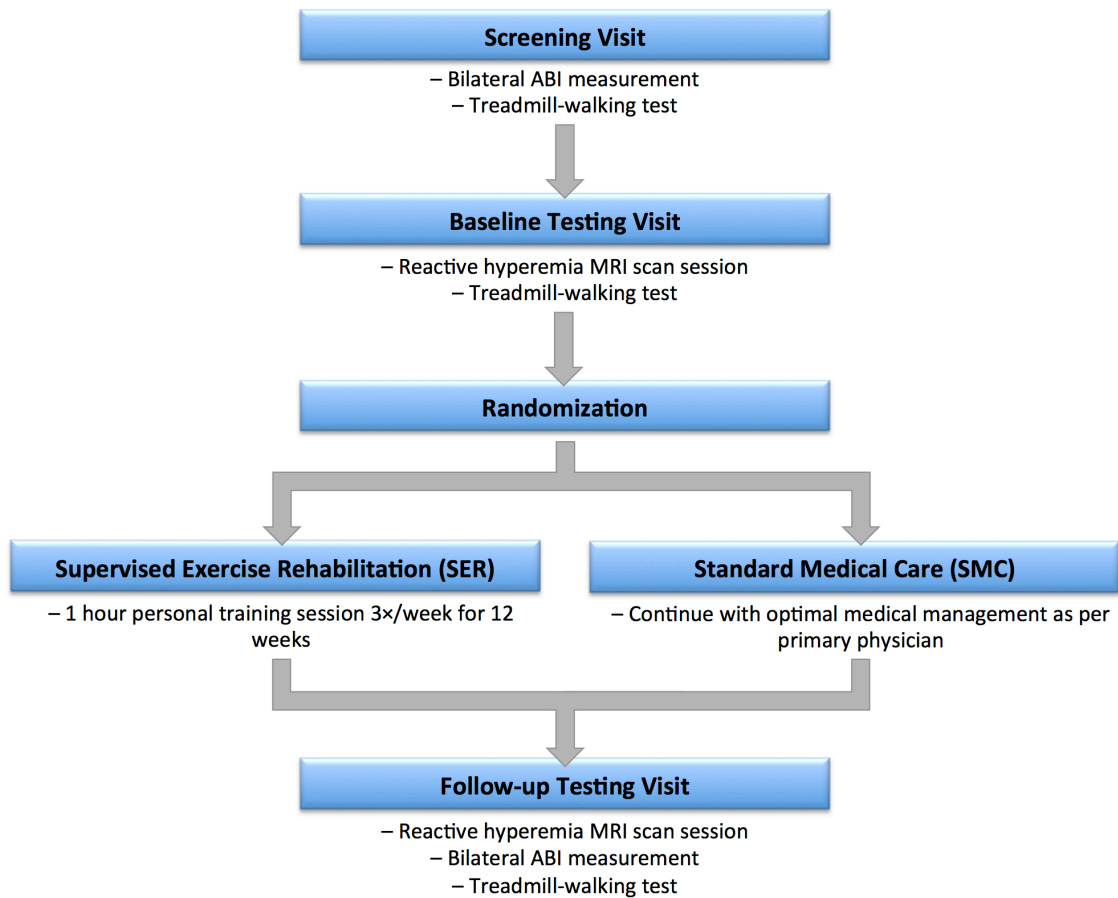 Screening Visit
– Bilateral ABI measurement
– Treadmill-walking test
Baseline Testing Visit
– Reactive hyperemia MRI scan session
– Treadmill-walking test
Randomization
Supervised Exercise Rehabilitation (SER)
– 1 hour personal training session 3×/week for 12
weeks
Standard Medical Care (SMC)
– Continue with optimal medical management as per
primary physician
Follow-up Testing Visit
– Reactive hyperemia MRI scan session
– Bilateral ABI measurement
– Treadmill-walking test